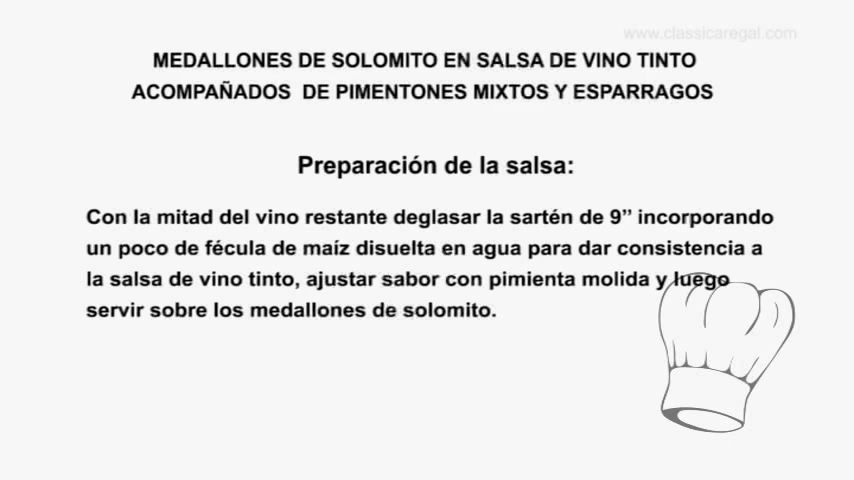 www.classicaregal.com
MEDALLONES DE SOLOMITO EN SALSA DE VINO TINTO
ACOMPAÑADOS DE PIMENTONES MIXTOS Y ESPARRAGOS
Preparación de la salsa:
Con la mitad del vino restante deglasar la sartén de 9’’ incorporando
un poco de fécula de maíz disuelta en agua para dar consistencia a
la salsa de vino tinto, ajustar sabor con pimienta molida y luego
servir sobre los medallones de solomito.